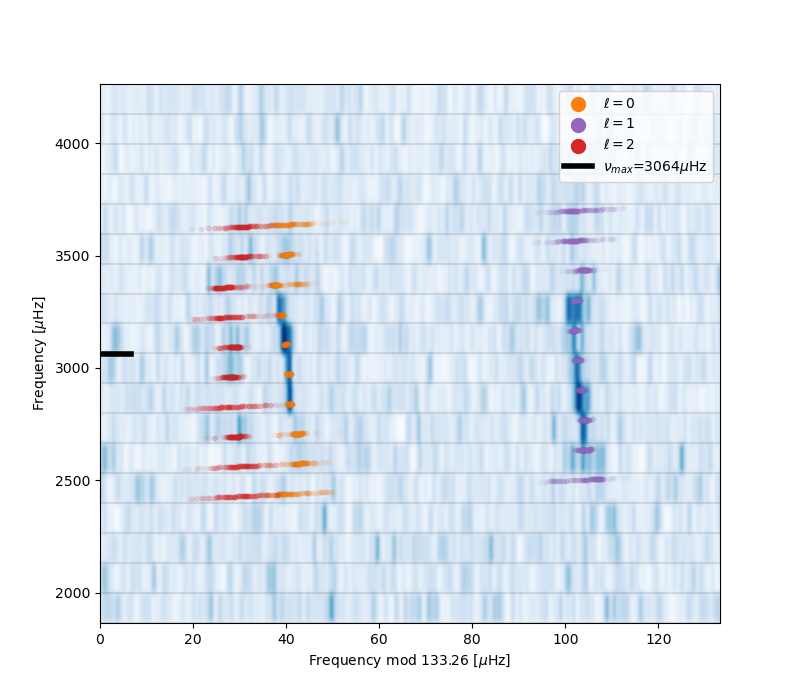 ℓ = 0
ℓ = 1
ℓ = 2
ν_max=3064μHz
4000
3500
3000
2500
2000
Frequency [μHz]
0 20 40 60 80 100 120
Frequency mod 133.26 [μHz]